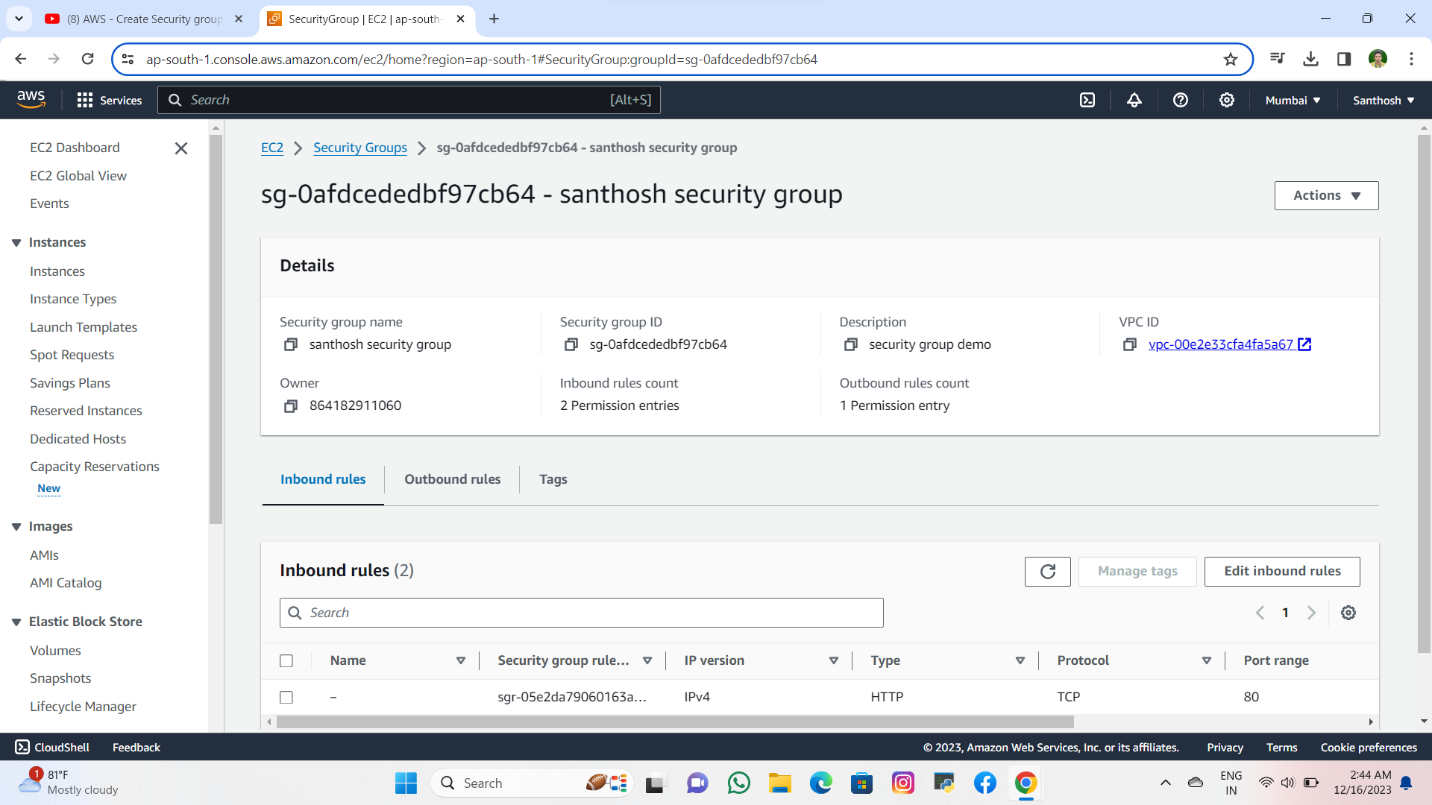 (8) AWS - Create Security group
SecurityGroup | EC2 | ap-south-
ap-south-1.console.aws.amazon.com/ec2/home?region=ap-south-1#SecurityGroup:groupId=sg-0afdcededbf97cb64
aws Services Search [Alt+S] Mumbai Santhosh
EC2 Dashboard
EC2 Global View
Events
Instances
Instances
Instance Types
Launch Templates
Spot Requests
Savings Plans
Reserved Instances
Dedicated Hosts
Capacity Reservations
New
Images
AMIs
AMI Catalog
Elastic Block Store
Volumes
Snapshots
Lifecycle Manager
EC2 Security Groups sg-0afdcededbf97cb64 - santhosh security group
sg-0afdcededbf97cb64 - santhosh security group
Actions
Details
Security group name
santhosh security group
Security group ID
sg-0afdcededbf97cb64
Description
security group demo
VPC ID
vpc-00e2e33cfa4fa5a67
Owner
864182911060
Inbound rules count
2 Permission entries
Outbound rules count
1 Permission entry
Inbound rules Outbound rules Tags
Inbound rules (2)
Manage tags Edit inbound rules
Search
1
Name Security group rule... IP version Type Protocol Port range
– sgr-05e2da79060163a... IPv4 HTTP TCP 80
CloudShell Feedback © 2023, Amazon Web Services, Inc. or its affiliates. Privacy Terms Cookie preferences
1
81°F
Mostly cloudy
Search
ENG
IN
2:44 AM
12/16/2023